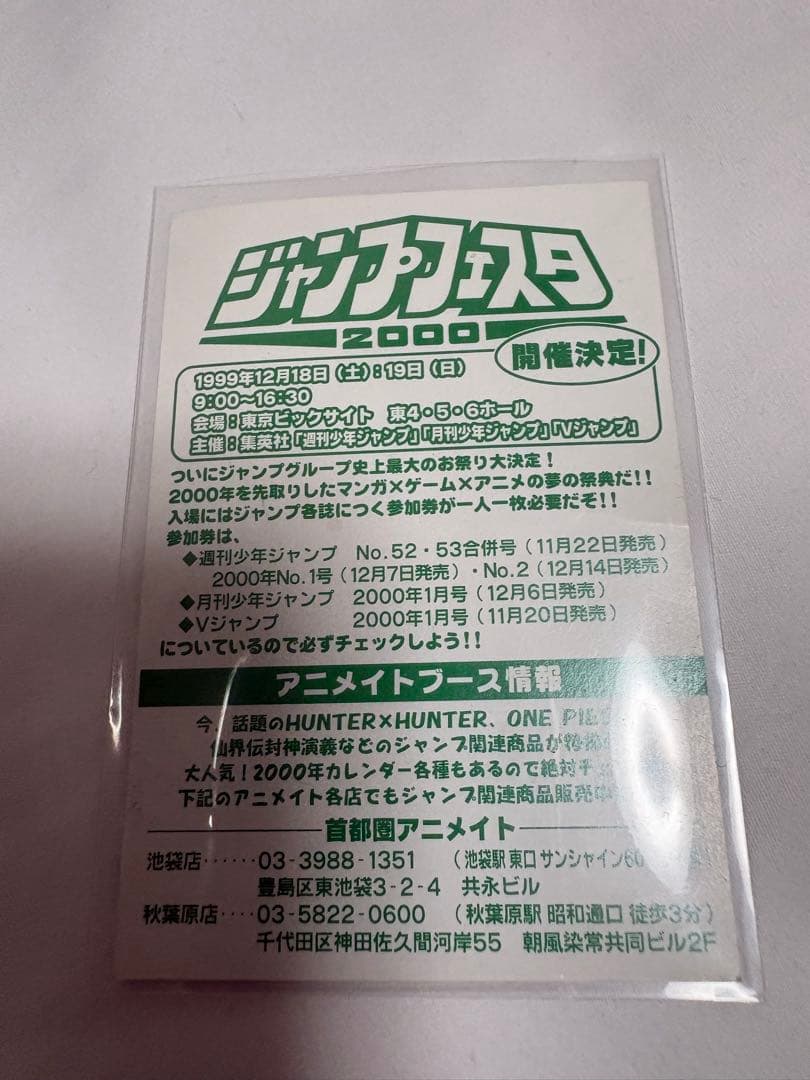 ジャンプフェスタ
2000
開催決定!
1999年12月18日(土):19日(日)
9:00~16:30
会場:東京ビックサイト 東4・5・6ホール
主催:集英社「週刊少年ジャンプ」「月刊少年ジャンプ」「Vジャンプ」
ついにジャンプグループ史上最大のお祭り大決定!
2000年を先取りしたマンガ×ゲーム×アニメの夢の祭典だ!!
入場にはジャンプ各誌につく参加券が一人一枚必要だぞ!!
参加券は、
◆週刊少年ジャンプ No.52・53合併号(11月22日発売)
2000年No.1号(12月7日発売)・No.2(12月14日発売)
◆月刊少年ジャンプ 2000年1月号(12月6日発売)
◆Vジャンプ 2000年1月号(11月20日発売)
についているので必ずチェックしよう!!
アニメイトブース情報
今、話題のHUNTER×HUNTER、ONE
仙界伝封神演義などのジャンプ関連商品が
大人気!2000年カレンダー各種もあるので絶対
下記のアニメイト各店でもジャンプ関連商品販売中
首都圏アニメイト
池袋店‥‥‥03-3988-1351 (池袋駅 東口 サンシャイン60
豊島区東池袋3-2-4 共永ビル
秋葉原店‥‥03-5822-0600 (秋葉原駅 昭和通口 徒歩3分)
千代田区神田佐久間河岸55 朝風染常共同ビル2F